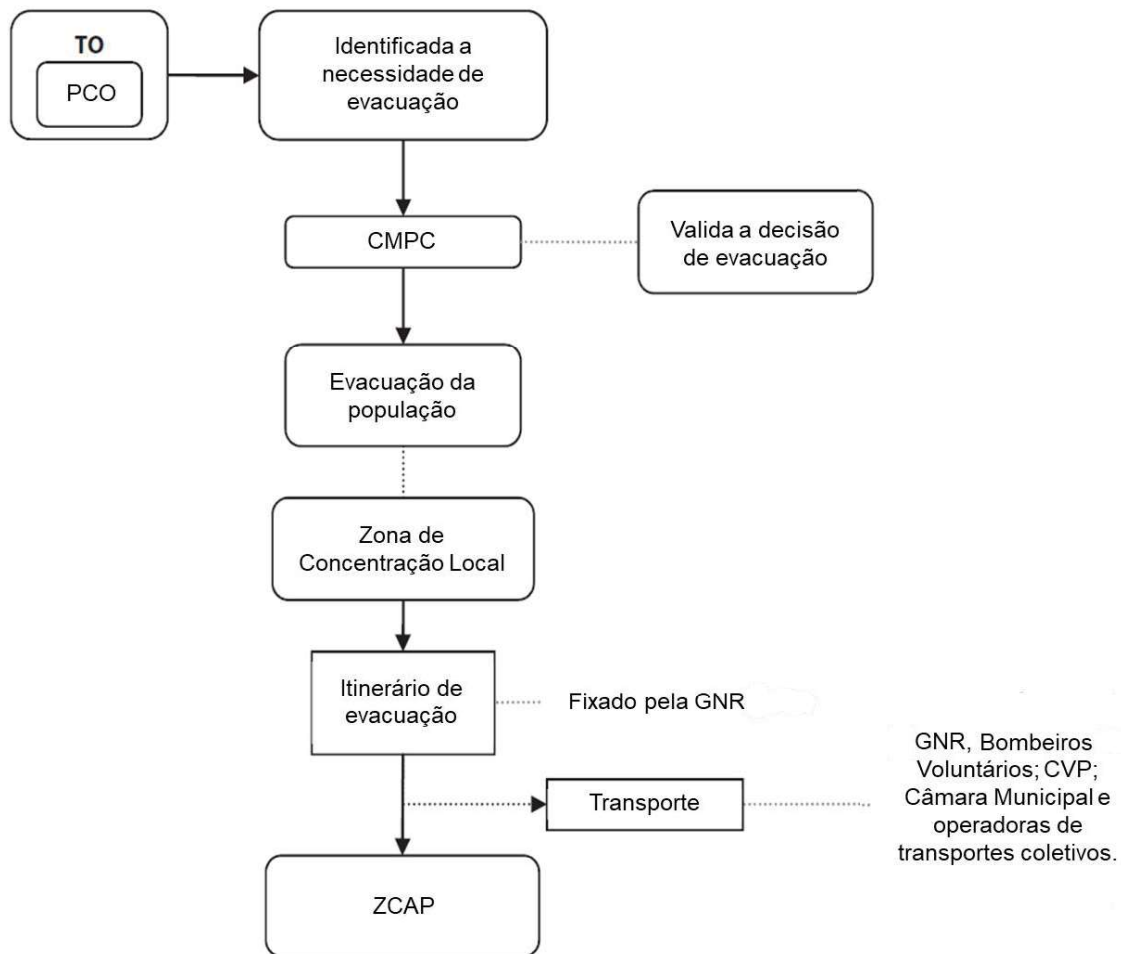 TO
PCO
Identificada a
necessidade de
evacuação
CMPC
Valida a decisão
de evacuação
Evacuação da
população
Zona de
Concentração Local
Itinerário de
evacuação
Fixado pela GNR
GNR, Bombeiros
Voluntários; CVP;
Câmara Municipal e
operadoras de
transportes coletivos.
Transporte
ZCAP